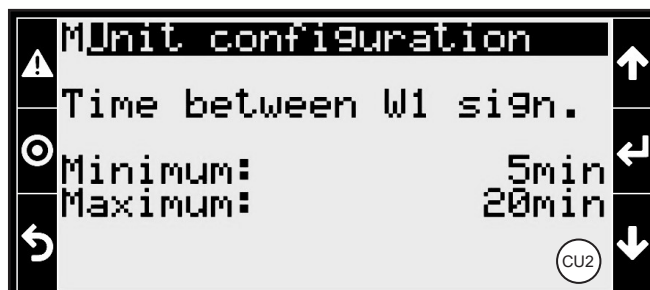 MUnit configuration
Time between W1 sign.
Minimum: 5min
Maximum: 20min
CU2